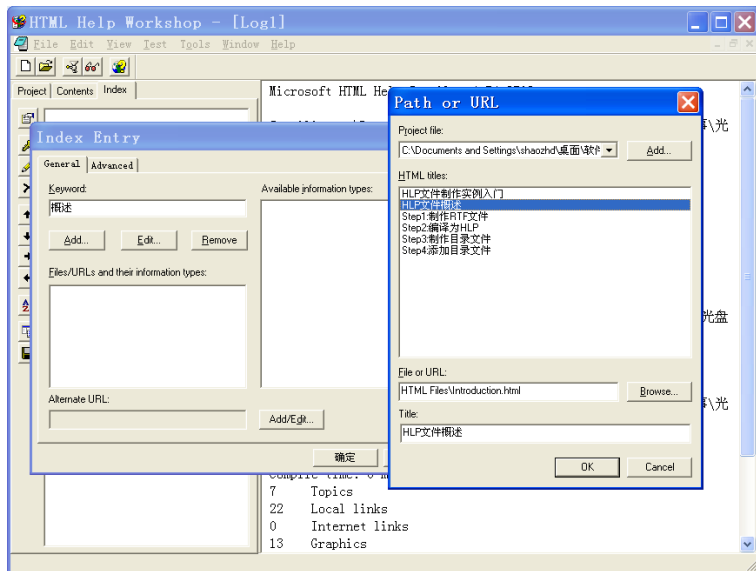 HTML Help Workshop - [Log1]
File Edit View Test Tools Window Help
Project Contents Index
Microsoft HTML He
事\光
Index Entry
General Advanced
Keyword:
概述
Add... Edit... Remove
Files/URLs and their information types:
Available information types:
Alternate URL:
Add/Edit...
确定
Path or URL
Project file:
C:\Documents and Settings\shaozhd\桌面\软件
Add...
HTML titles:
HLP文件制作实例入门
HLP文件概述
Step1:制作RTF文件
Step2:编译为HLP
Step3:制作目录文件
Step4:添加目录文件
File or URL:
HTML Files\Introduction.html
Browse...
Title:
HLP文件概述
OK Cancel
光盘
事\光
Compile time: 0 m
7 Topics
22 Local links
0 Internet links
13 Graphics